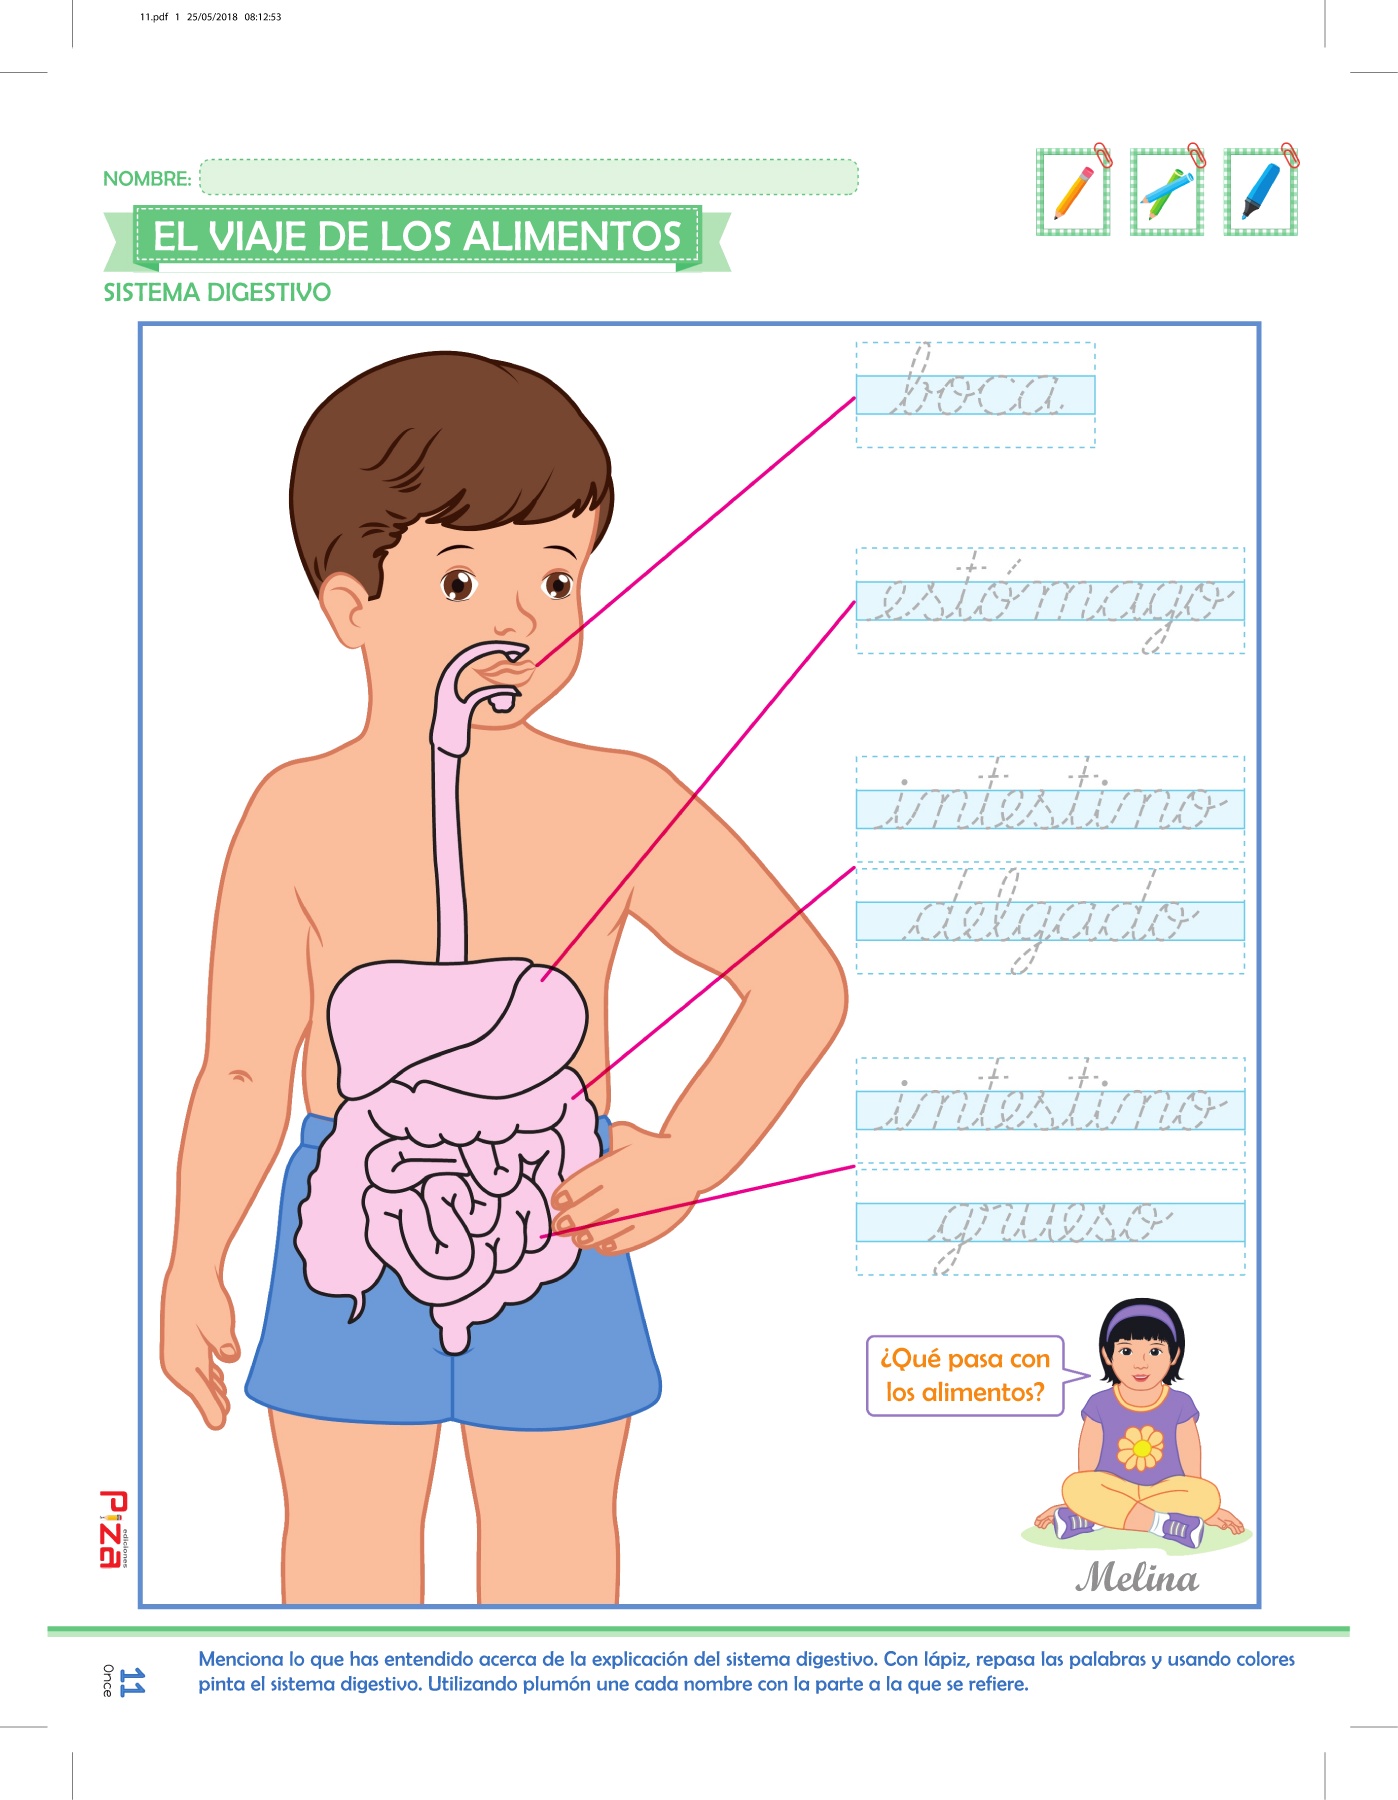 11.pdf 1 25/05/2018 08:12:53
NOMBRE:
EL VIAJE DE LOS ALIMENTOS
SISTEMA DIGESTIVO
boca
estómago
intestino
delgado
intestino
grueso
¿Qué pasa con
los alimentos?
Melina
Piza
ediciones
11
Once
Menciona lo que has entendido acerca de la explicación del sistema digestivo. Con lápiz, repasa las palabras y usando colores
pinta el sistema digestivo. Utilizando plumón une cada nombre con la parte a la que se refiere.